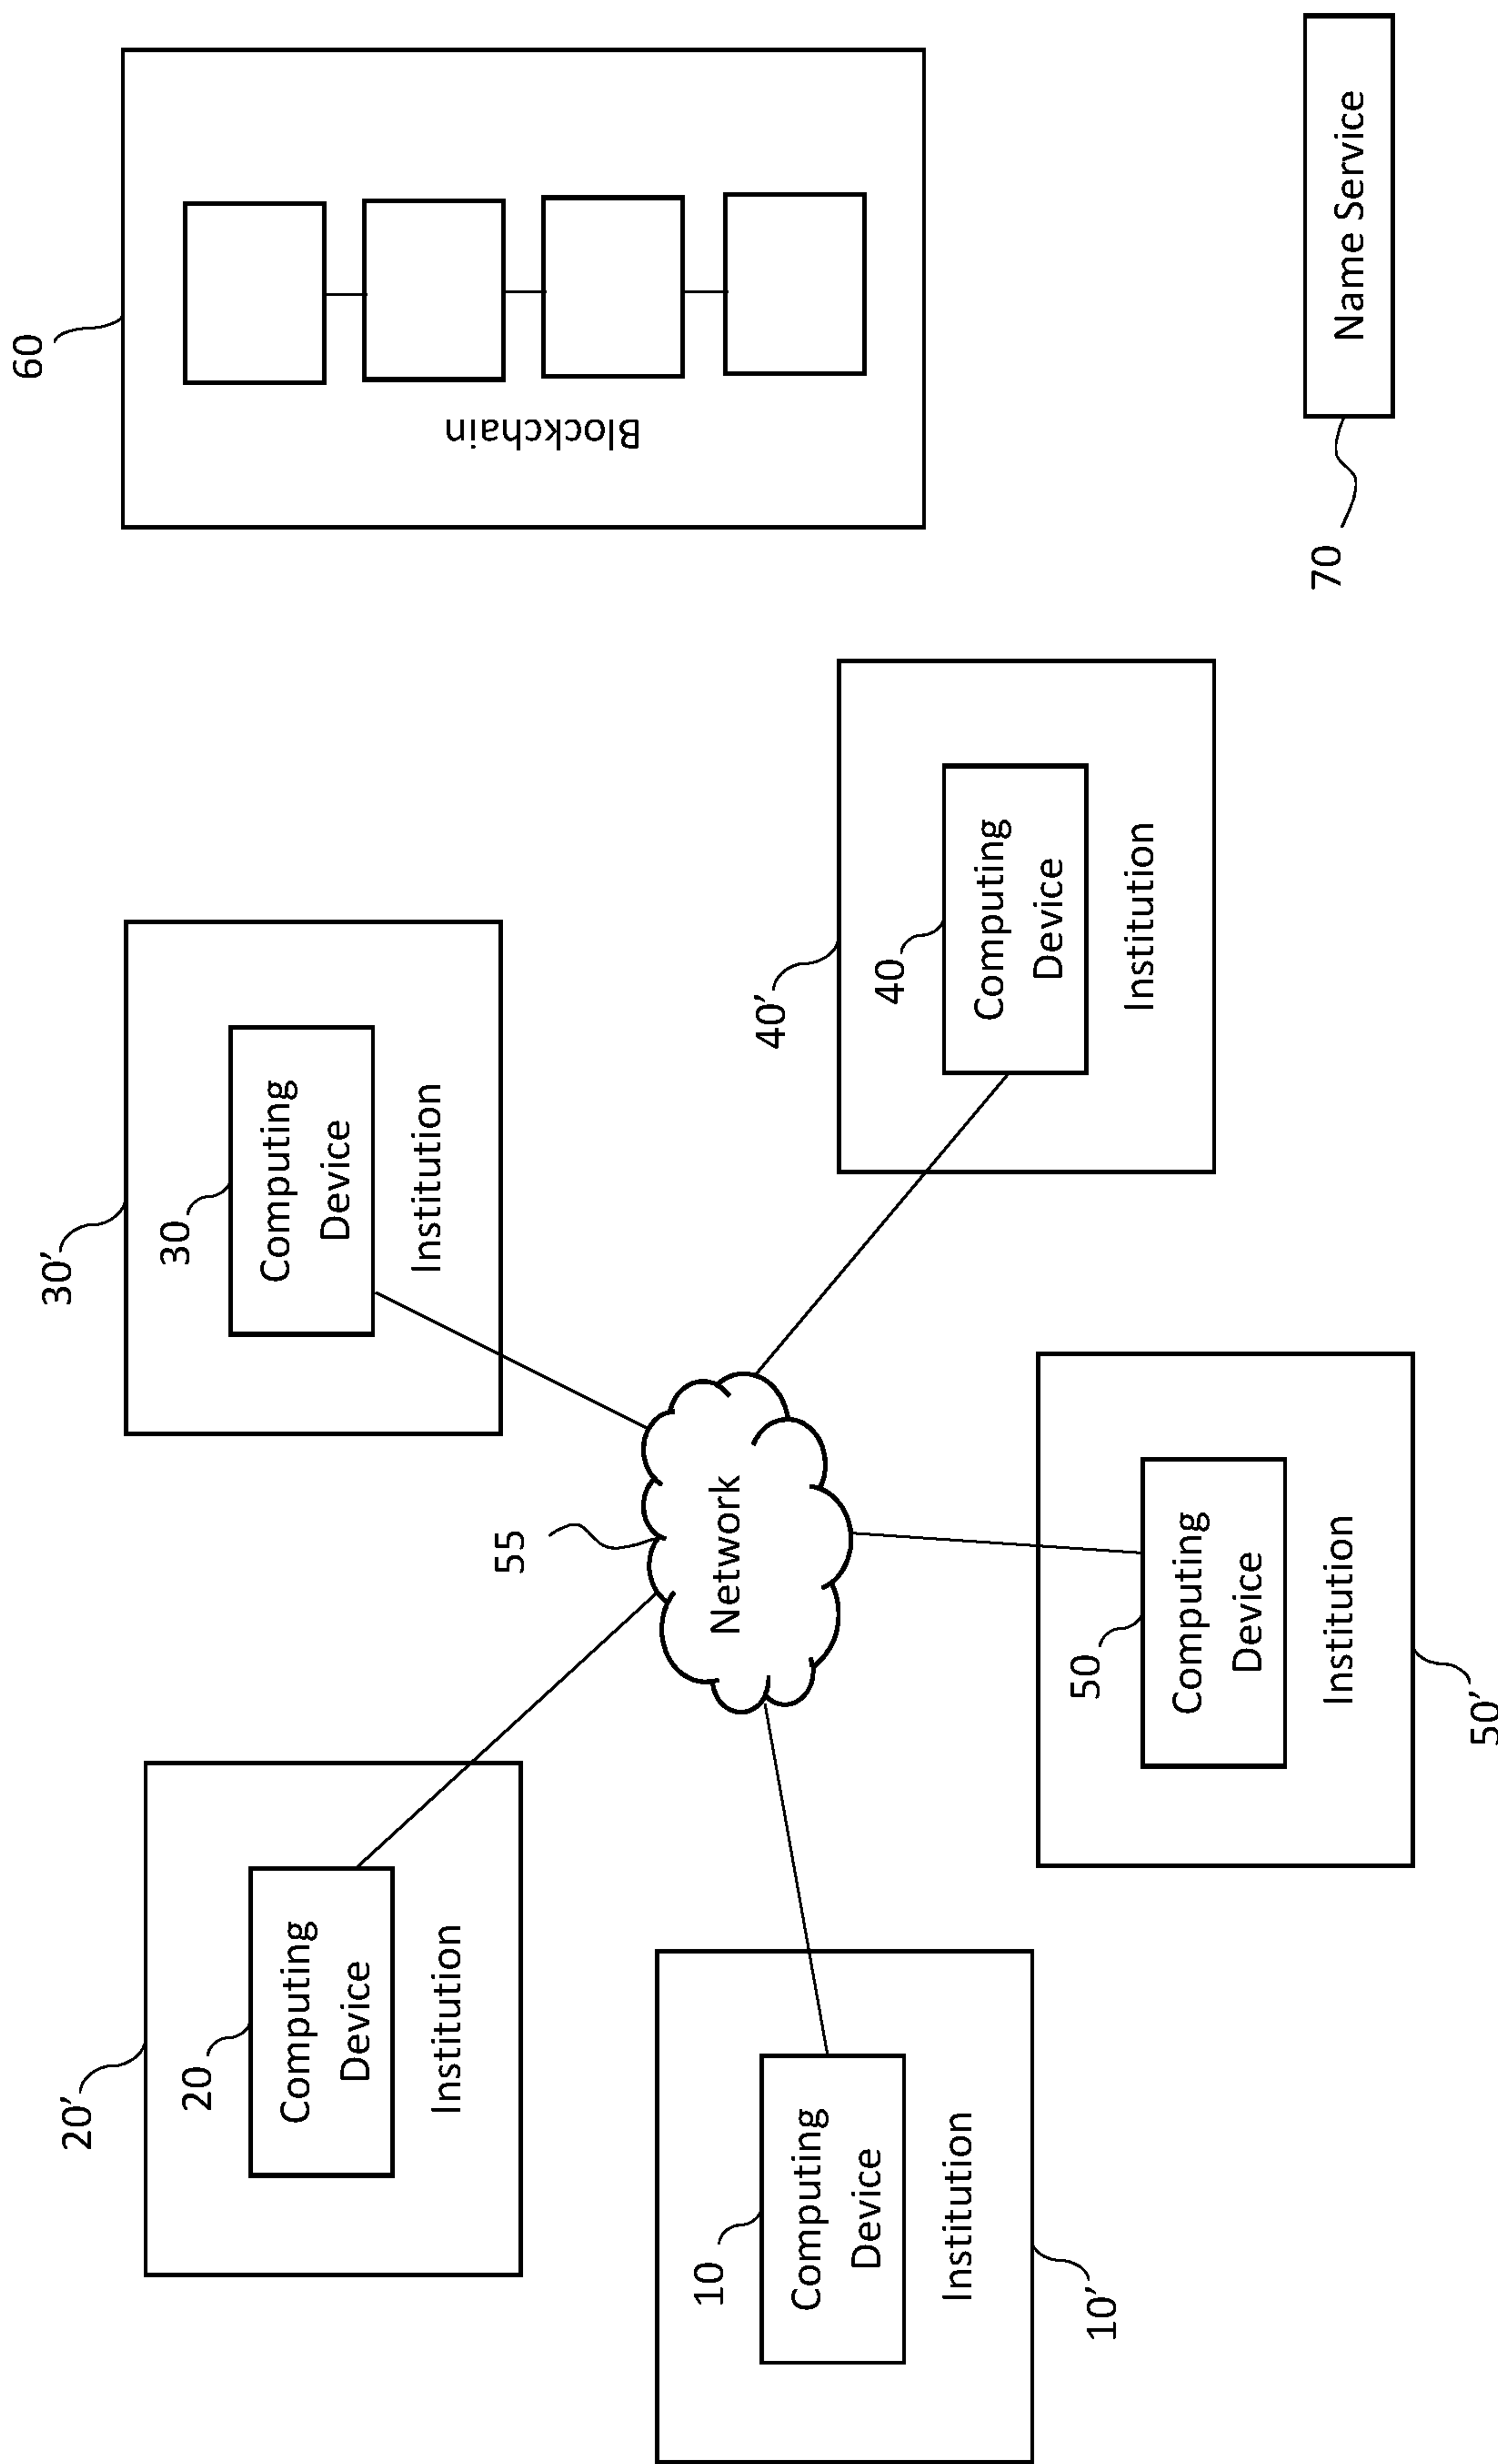 20'
20
Computing
Device
Institution
30'
30
Computing
Device
Institution
60
Blockchain
55
Network
10
Computing
Device
Institution
10'
40'
40
Computing
Device
Institution
50
Computing
Device
Institution
50'
70
Name Service